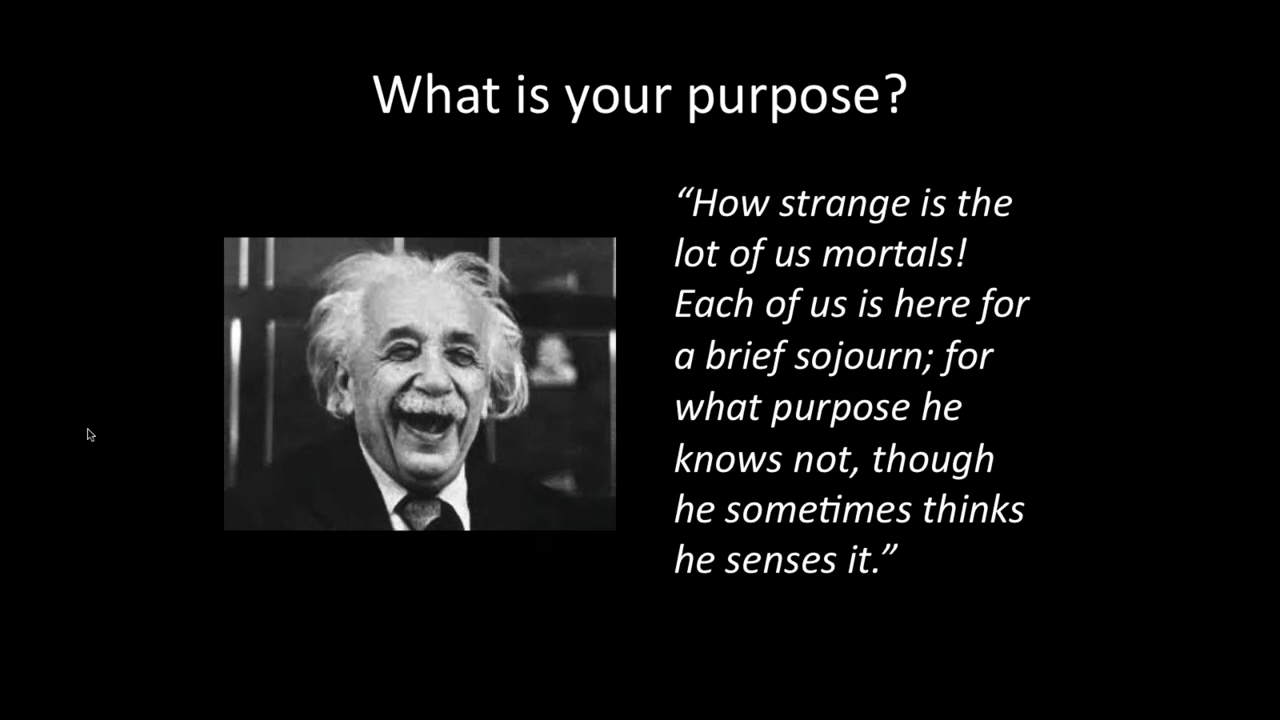 What is your purpose?
“How strange is the
lot of us mortals!
Each of us is here for
a brief sojourn; for
what purpose he
knows not, though
he sometimes thinks
he senses it.”